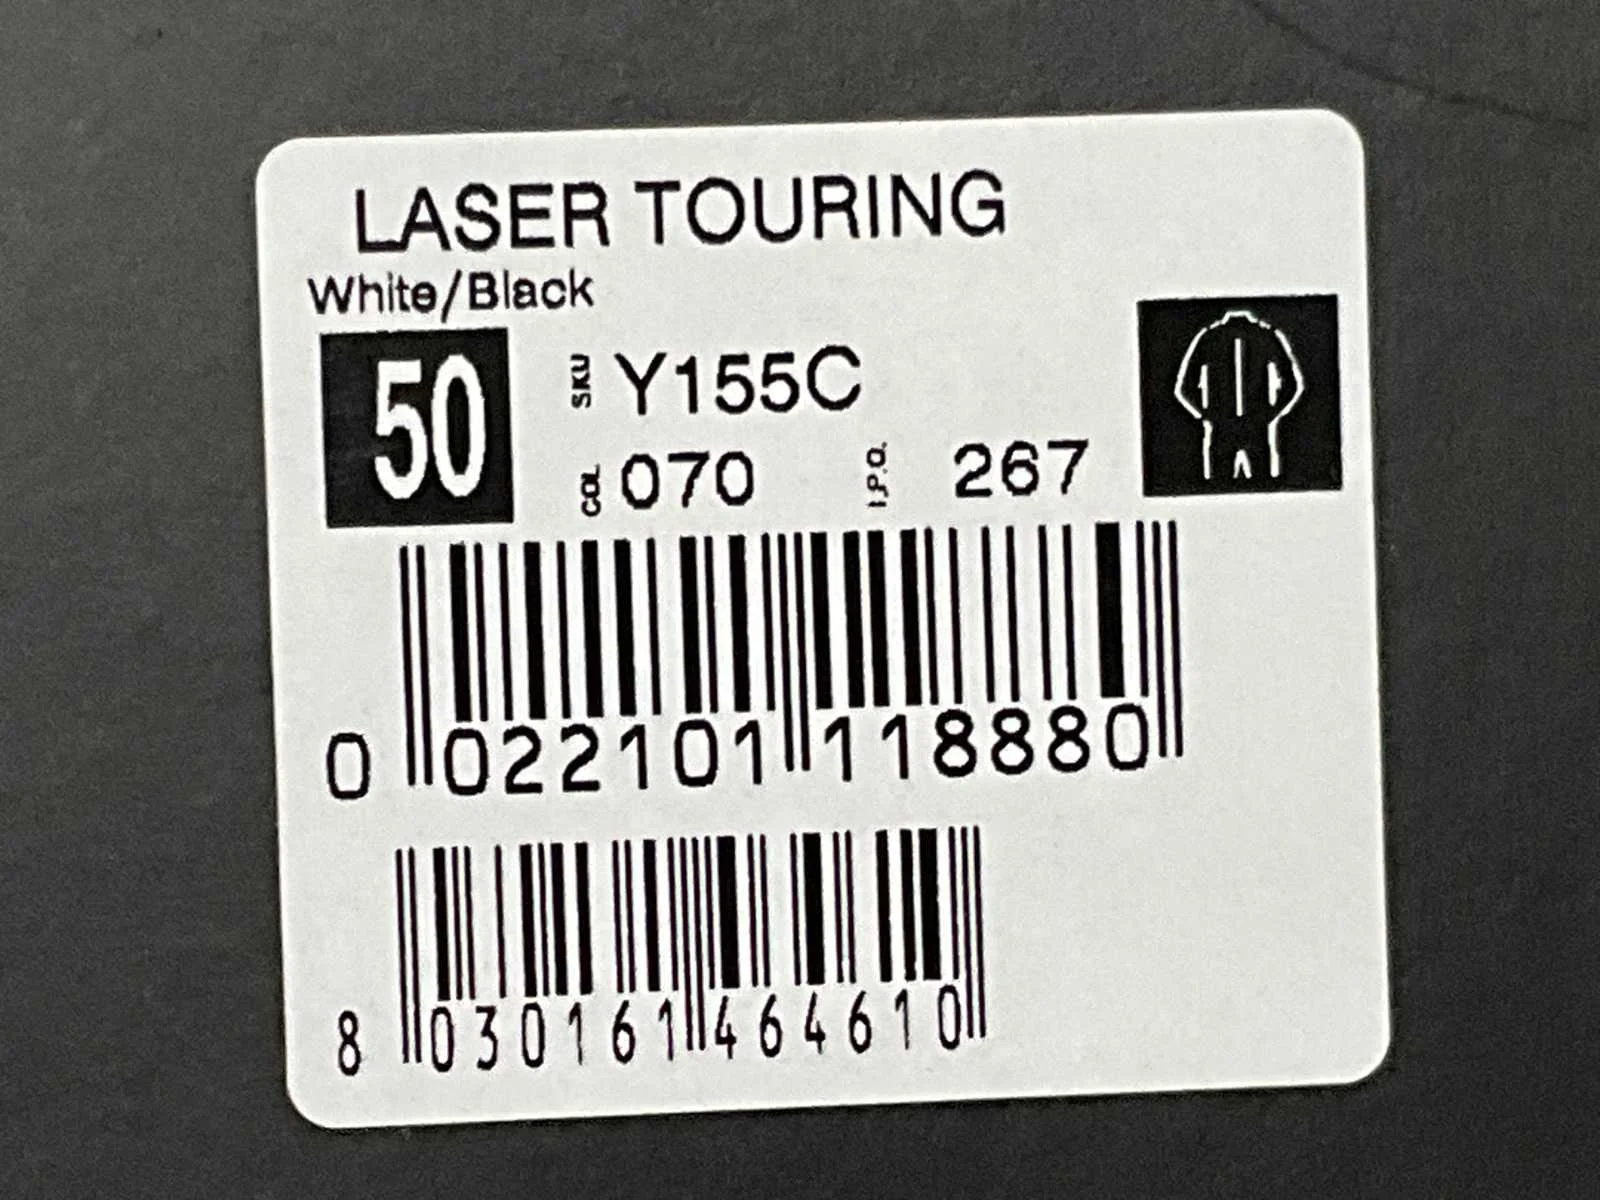 LASER TOURING
White/Black
50
SKU Y155C
COL 070 I.P.O. 267
0 022101 118880
8 030161 464610